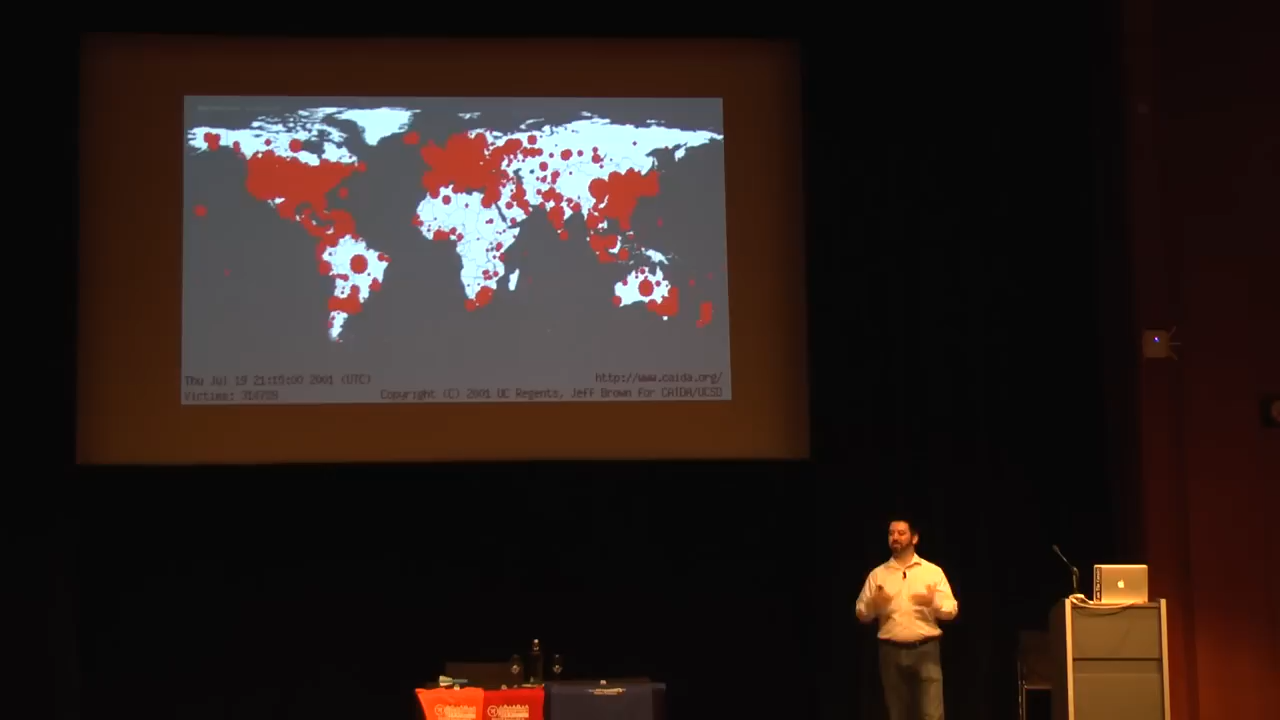 Thu Jul 19 21:15:00 2001 (UTC)
http://www.caida.org/
Victims:
Copyright (C) 2001 UC Regents, Jeff Brown for CAIDA/UCSD